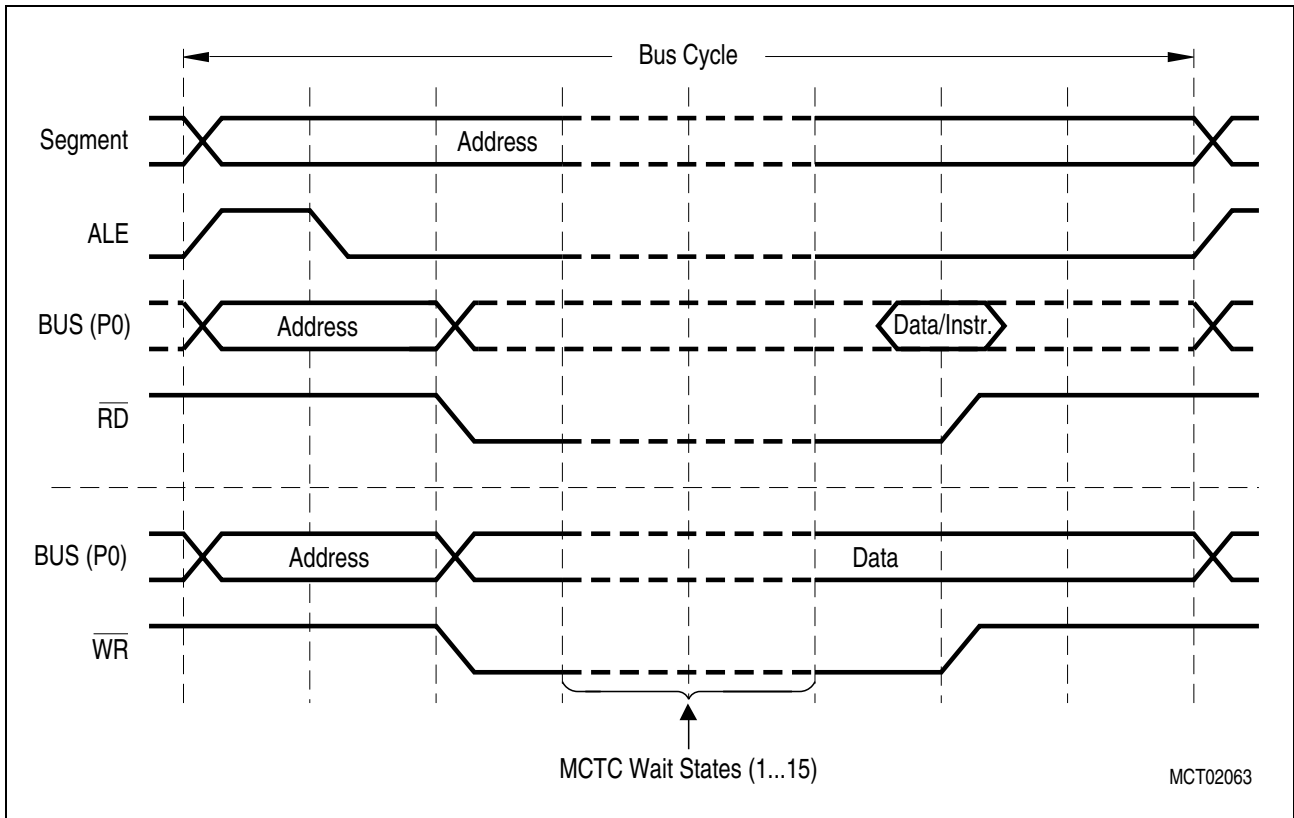 Bus Cycle
Segment
Address
ALE
BUS (P0)
Address
Data/Instr.
RD
BUS (P0)
Address
Data
WR
MCTC Wait States (1...15)
MCT02063